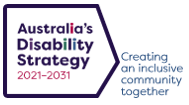 Australia's
Disability
Strategy
2021-2031
Creating
an inclusive
community
together